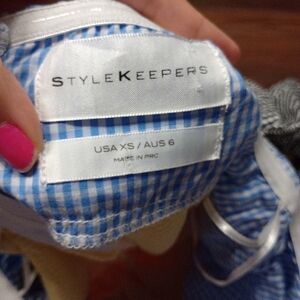 STYLEKEEPERS
USA XS / AUS 6
MADE IN PRC